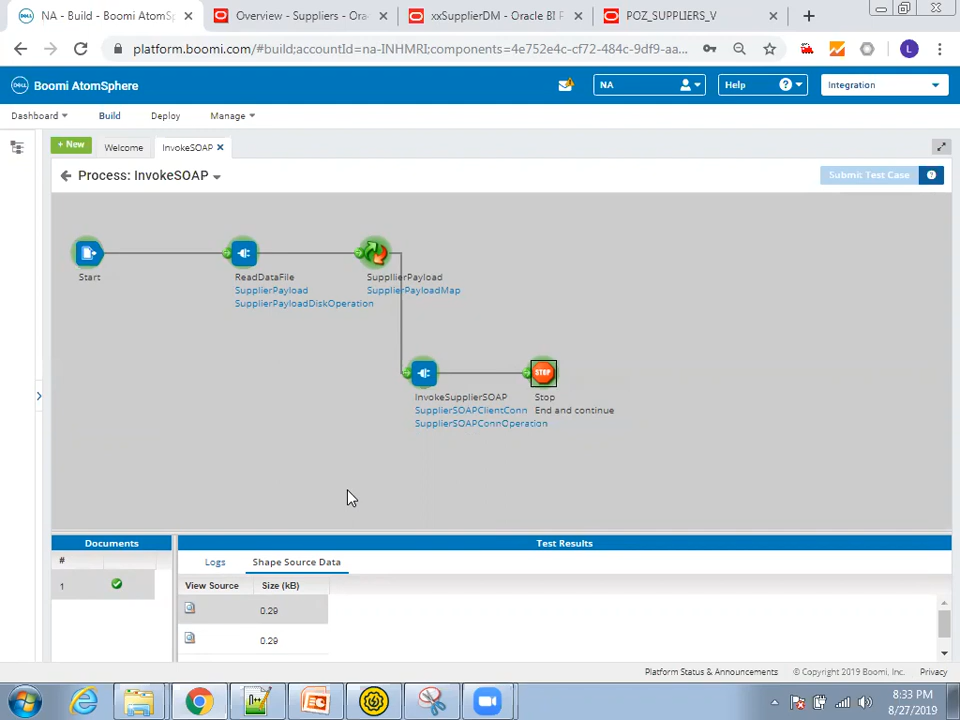 NA - Build - Boomi AtomSp
Overview - Suppliers - Ora
xxSupplierDM - Oracle BI P
POZ_SUPPLIERS_V
platform.boomi.com/#build;accountId=na-INHMRI;components=4e752e4c-cf72-484c-9df9-aa...
L
DELL
Boomi AtomSphere
NA
Help
Integration
Dashboard
Build
Deploy
Manage
+ New
Welcome
InvokeSOAP
Process: InvokeSOAP
Submit Test Case
Start
ReadDataFile
SupplierPayload
SupplierPayloadDiskOperation
SupplierPayload
SupplierPayloadMap
InvokeSupplierSOAP
SupplierSOAPClientConn
SupplierSOAPConnOperation
STOP
Stop
End and continue
Documents
Test Results
#
Logs
Shape Source Data
1
View Source
Size (kB)
0.29
0.29
Platform Status & Announcements
© Copyright 2019 Boomi, Inc.
Privacy
8:33 PM
8/27/2019